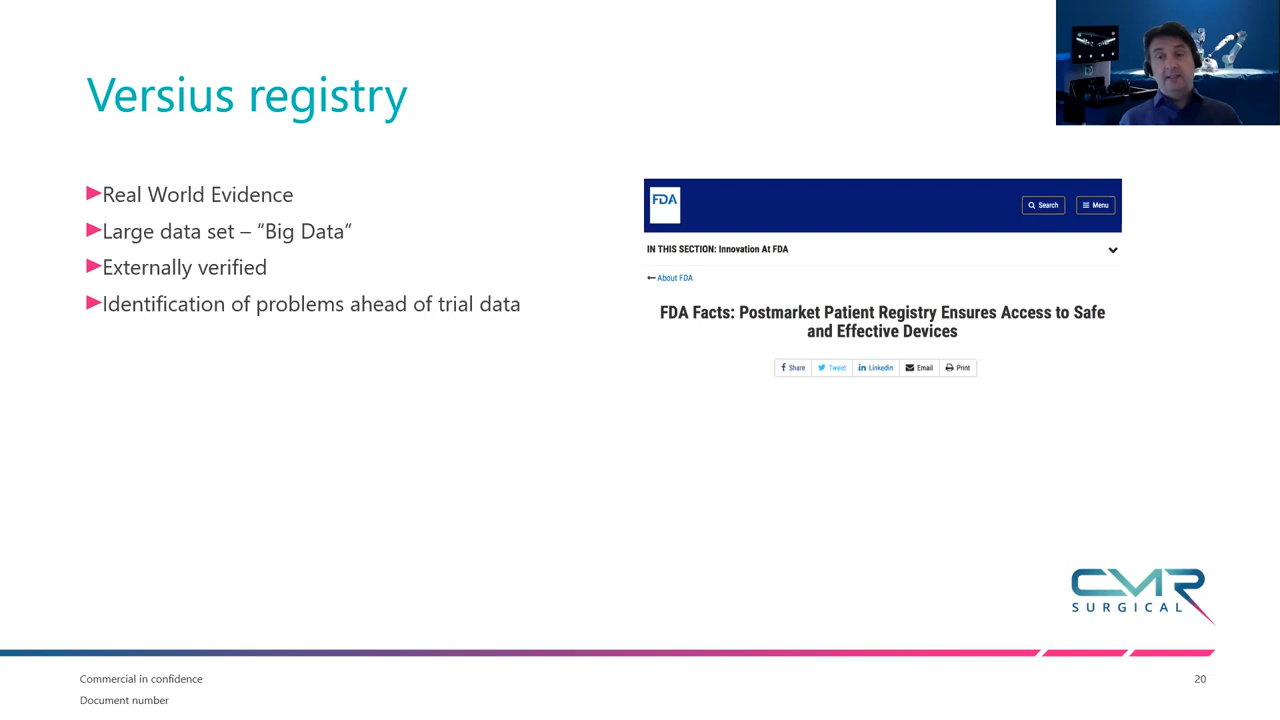 Versius registry
Real World Evidence
Large data set – “Big Data”
Externally verified
Identification of problems ahead of trial data
FDA
Search
Menu
IN THIS SECTION: Innovation At FDA
About FDA
FDA Facts: Postmarket Patient Registry Ensures Access to Safe
and Effective Devices
Share Tweet Linkedin Email Print
CMR
SURGICAL
Commercial in confidence
20
Document number